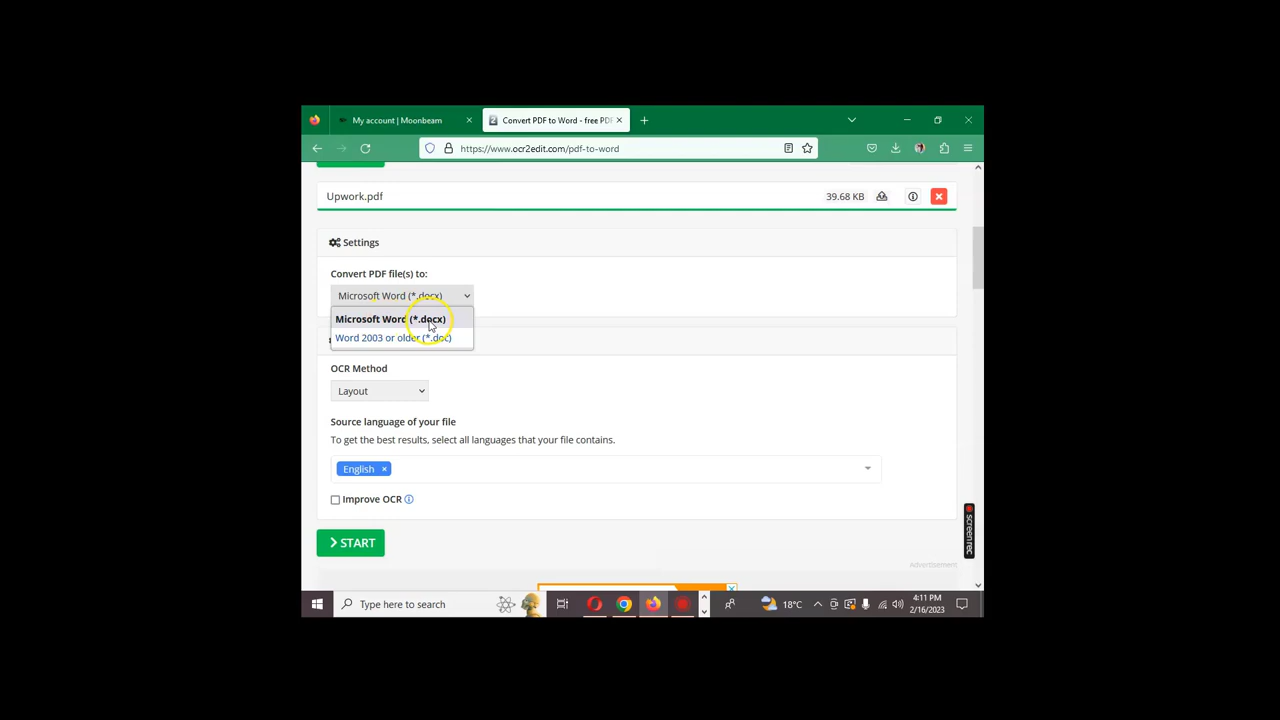 My account | Moonbeam
Convert PDF to Word - free PDF
https://www.ocr2edit.com/pdf-to-word
Upwork.pdf
39.68 KB
Settings
Convert PDF file(s) to:
Microsoft Word (*.docx)
Microsoft Word (*.docx)
Word 2003 or older (*.doc)
OCR Method
Layout
Source language of your file
To get the best results, select all languages that your file contains.
English ×
Improve OCR
START
Advertisement
screenrec
Type here to search
18°C
4:11 PM
2/16/2023